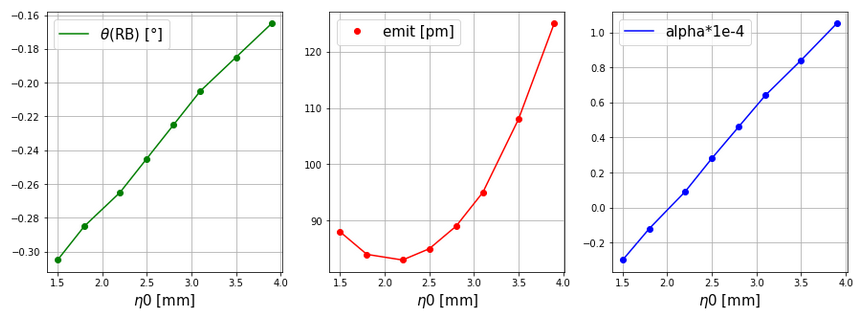 θ(RB) [°]
−0.16
−0.18
−0.20
−0.22
−0.24
−0.26
−0.28
−0.30
1.5 2.0 2.5 3.0 3.5 4.0
η0 [mm]
emit [pm]
120
110
100
90
1.5 2.0 2.5 3.0 3.5 4.0
η0 [mm]
alpha*1e-4
1.0
0.8
0.6
0.4
0.2
0.0
−0.2
1.5 2.0 2.5 3.0 3.5 4.0
η0 [mm]